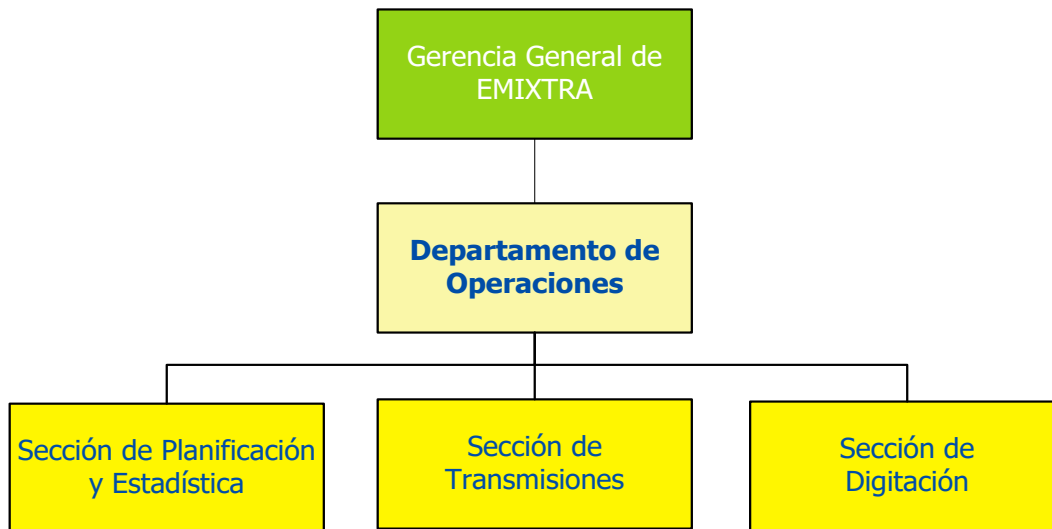 Gerencia General de
EMIXTRA
Departamento de
Operaciones
Sección de Planificación
y Estadística
Sección de
Transmisiones
Sección de
Digitación